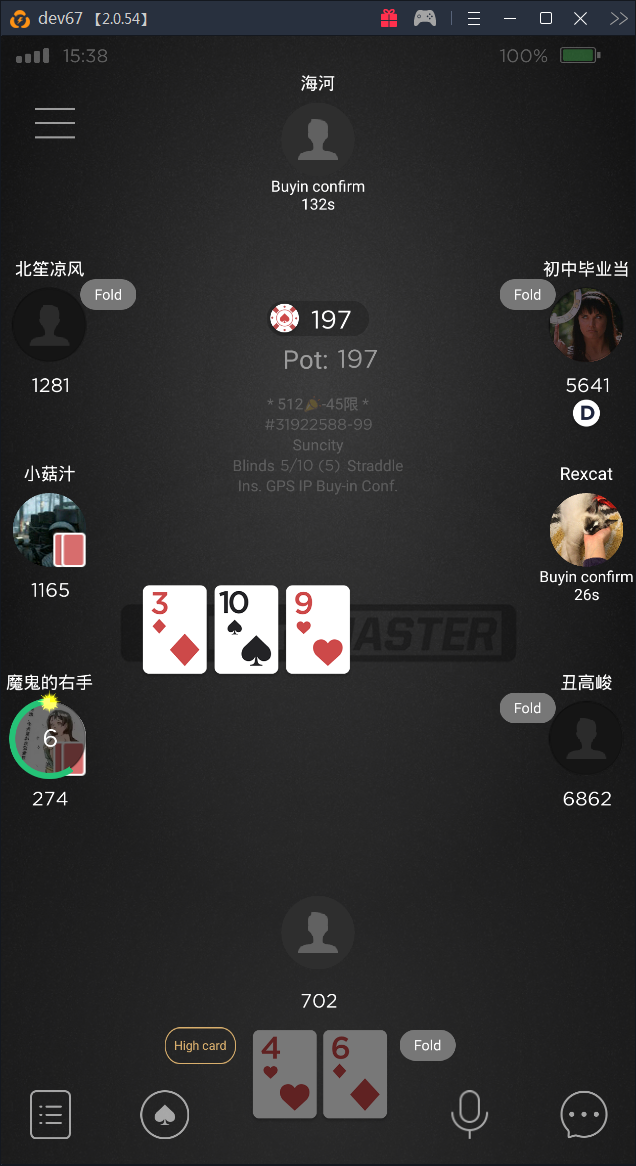 dev67 【2.0.54】
15:38
100%
海河
Buyin confirm
132s
北笙凉风
Fold
1281
初中毕业当
Fold
5641
D
197
Pot: 197
* 512 -45限 *
#31922588-99
Suncity
Blinds 5/10 (5) Straddle
Ins. GPS IP Buy-in Conf.
小菇汁
1165
Rexcat
Buyin confirm
26s
3
10
9
ASTER
魔鬼的右手
6
274
丑高峻
Fold
6862
702
High card
4
6
Fold